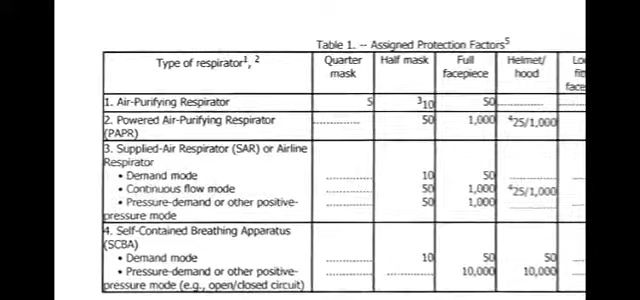 Table 1. -- Assigned Protection Factors5
Type of respirator1, 2 Quarter mask Half mask Full facepiece Helmet/ hood Lo fit face
1. Air-Purifying Respirator 5 310 50 ..............
2. Powered Air-Purifying Respirator (PAPR) .............. 50 1,000 425/1,000
3. Supplied-Air Respirator (SAR) or Airline Respirator
• Demand mode .............. 10 50 ..............
• Continuous flow mode .............. 50 1,000 425/1,000
• Pressure-demand or other positive-pressure mode .............. 50 1,000 ..............
4. Self-Contained Breathing Apparatus (SCBA)
• Demand mode .............. 10 50 50
• Pressure-demand or other positive-pressure mode (e.g., open/closed circuit) .............. .............. 10,000 10,000